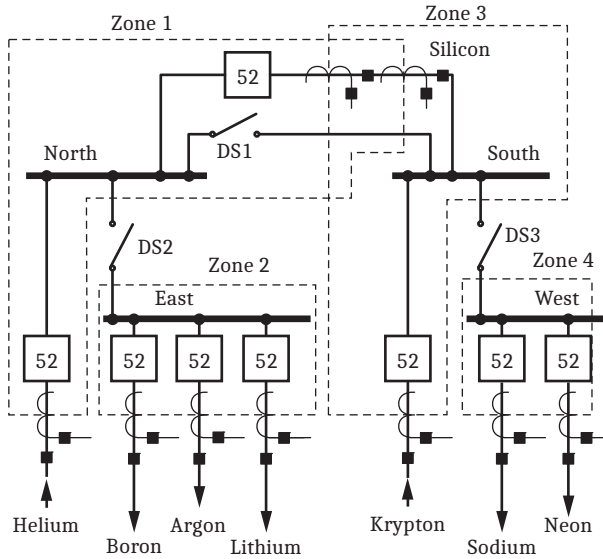 Zone 1
Zone 3
Silicon
52
DS1
North
South
DS2
DS3
Zone 2
Zone 4
East
West
52
52
52
52
52
52
52
Helium
Boron
Argon
Lithium
Krypton
Sodium
Neon